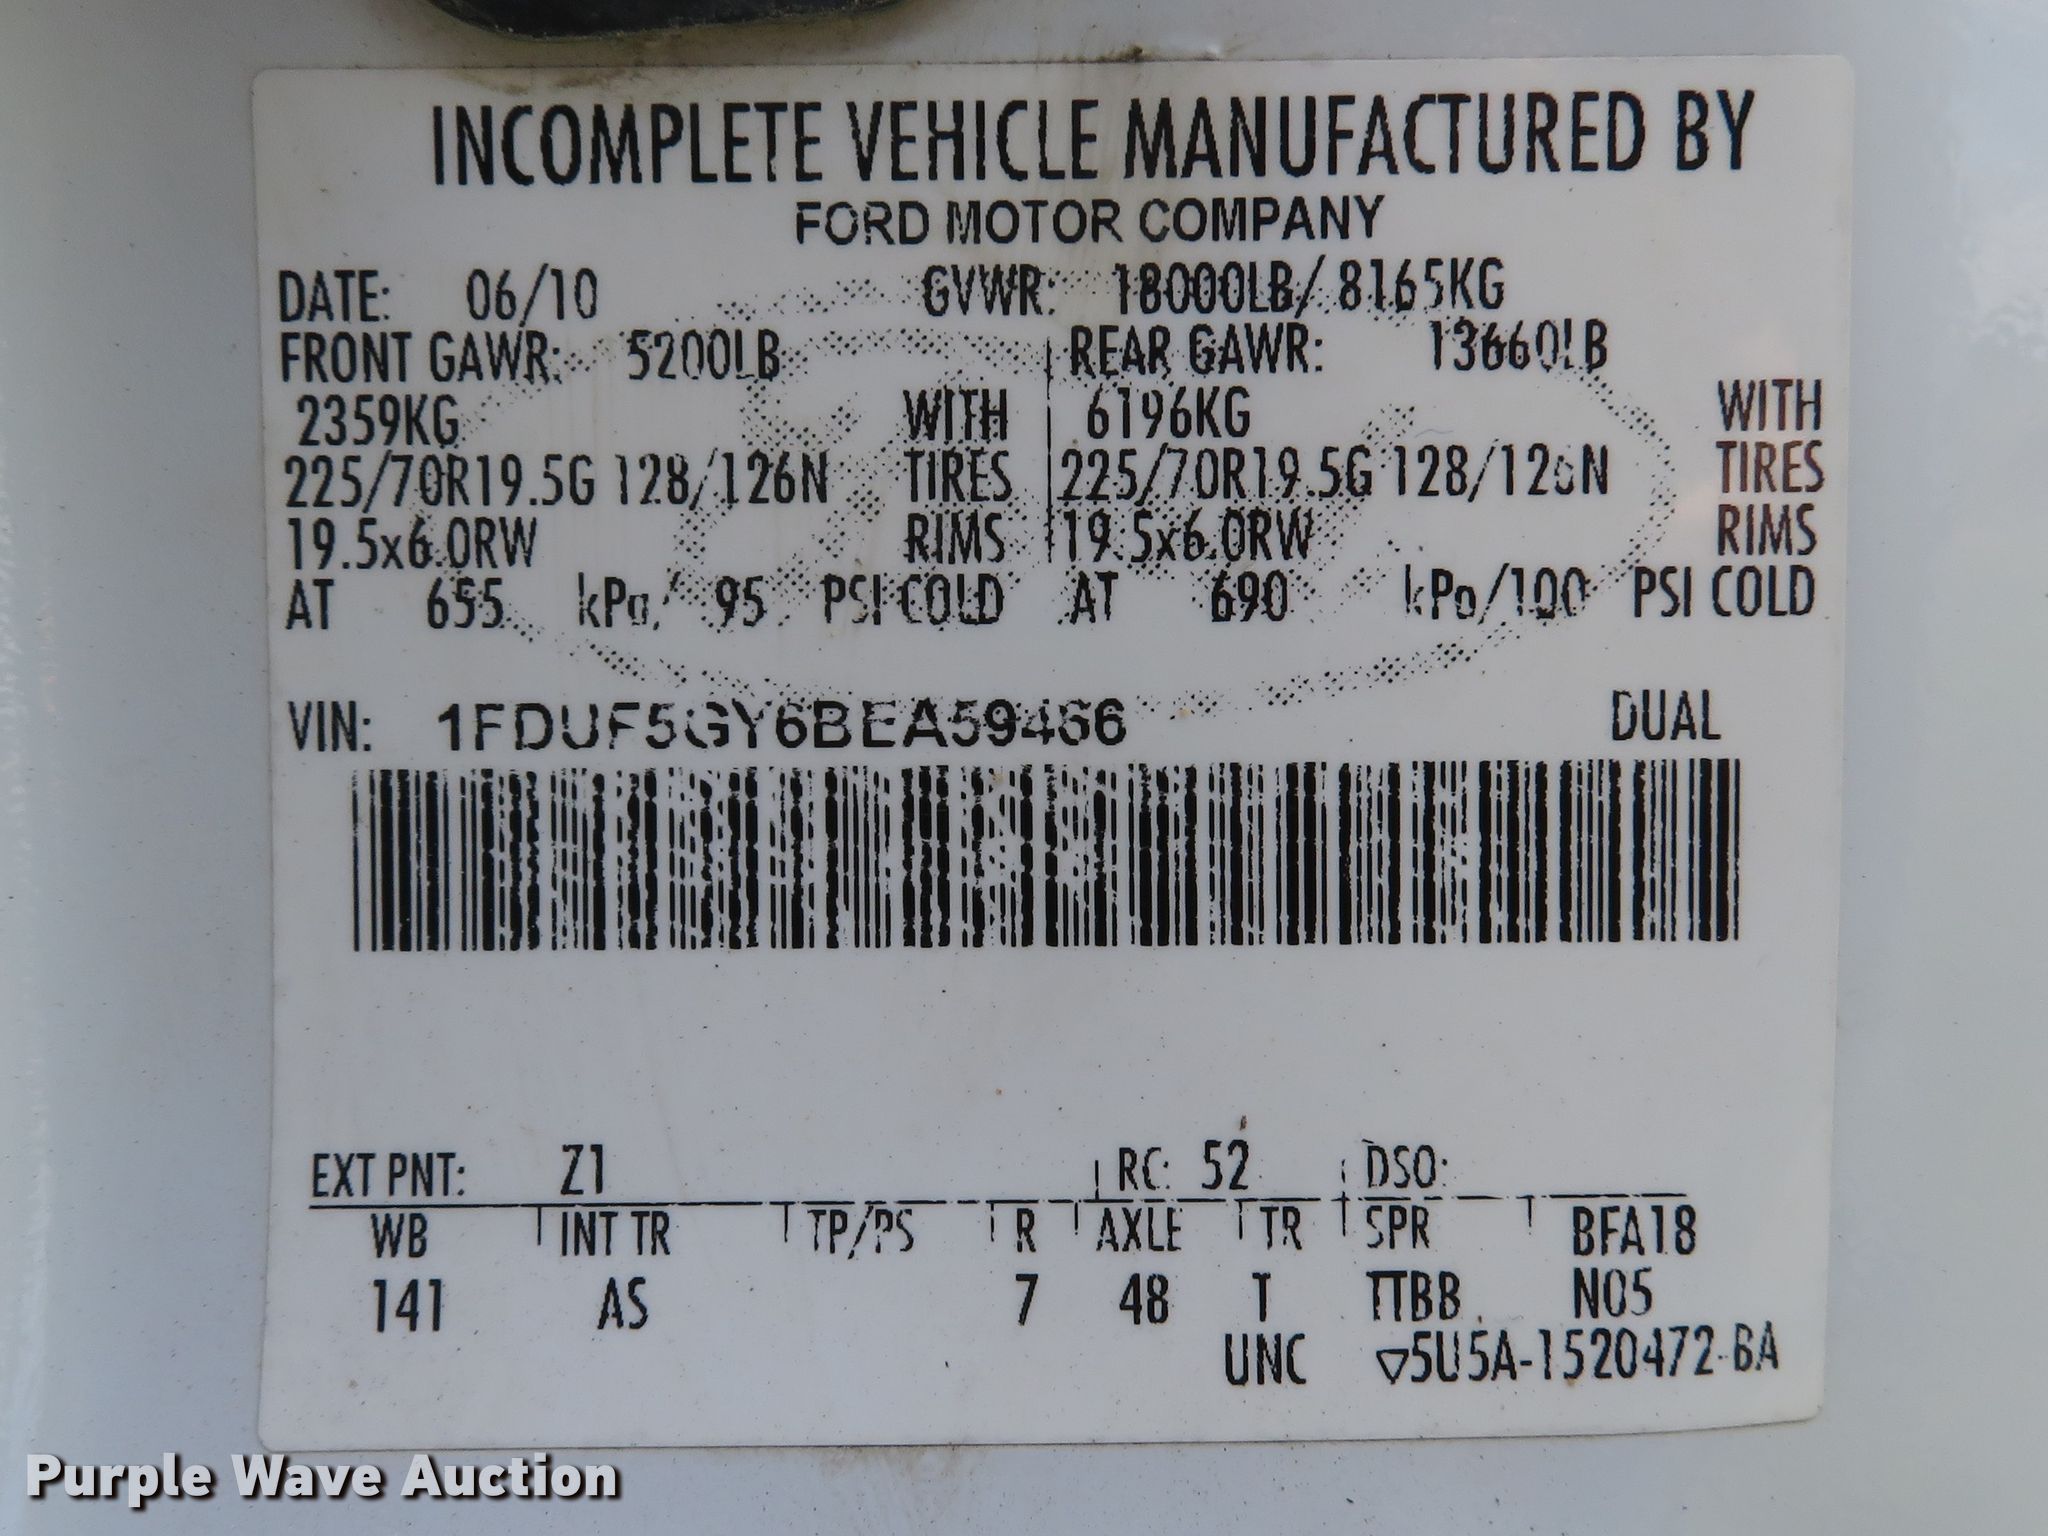 INCOMPLETE VEHICLE MANUFACTURED BY
FORD MOTOR COMPANY
DATE: 06/10 GVWR: 18000LB/ 8165KG
FRONT GAWR: 5200LB REAR GAWR: 13660LB
2359KG WITH 6196KG WITH
225/70R19.5G 128/126N TIRES 225/70R19.5G 128/126N TIRES
19.5x6.0RW RIMS 19.5x6.0RW RIMS
AT 655 kPa/ 95 PSI COLD AT 690 kPa/100 PSI COLD
VIN: 1FDUF5GY6BEA59466 DUAL
EXT PNT: Z1 RC: 52 DSO:
WB INT TR TP/PS R AXLE TR SPR BFA18
141 AS 7 48 T TTBB N05
UNC ▽5U5A-1520472-BA
Purple Wave Auction